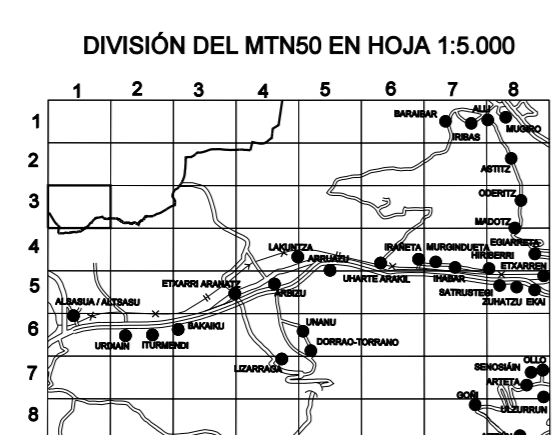 DIVISIÓN DEL MTN50 EN HOJA 1:5.000
1 2 3 4 5 6 7 8
1
BARAIBAR
ALLI
IRIBAS
MUGIRO
2
ASTITZ
3
ODERITZ
MADOTZ
4
LAKUNTZA
ARRUAZU
IRAÑETA
MURGINDUETA
HIRIBERRI
EGIARRETA
ETXARREN
5
ETXARRI ARANATZ
ARBIZU
UHARTE ARAKIL
IHABAR
SATRUSTEGI
ZUHATZU
EKAI
ALSASUA / ALTSASU
6
URDIAIN
ITURMENDI
BAKAIKU
UNANU
DORRAO-TORRANO
7
LIZARRAGA
SENOSIÁIN
OLLO
ARTETA
8
GOÑI
ULZURRUN